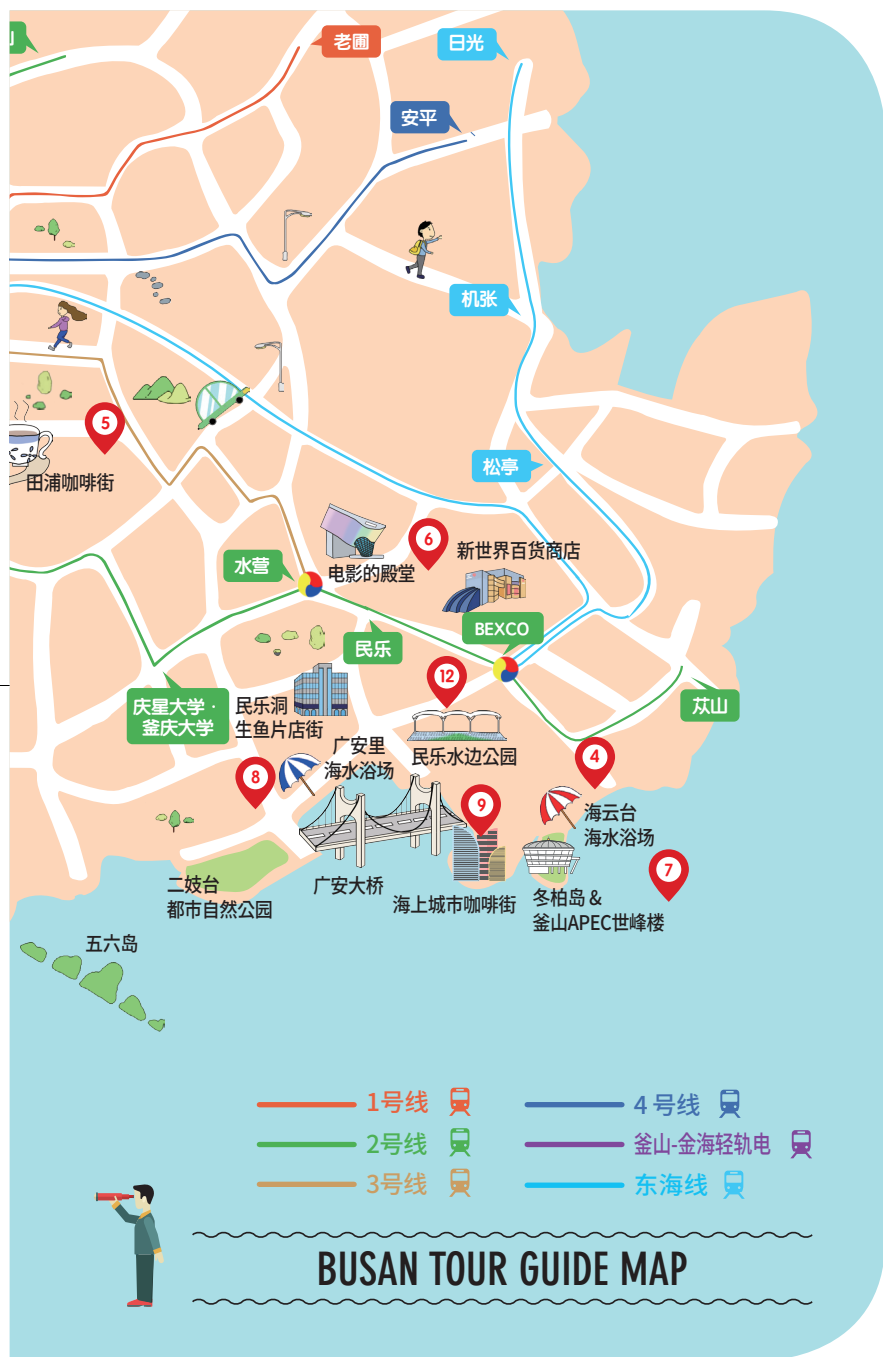 老圃
日光
安平
机张
5
田浦咖啡街
松亭
6
电影的殿堂
新世界百货商店
水营
BEXCO
民乐
12
庆星大学·
釜庆大学
民乐洞
生鱼片店街
苁山
广安里
海水浴场
民乐水边公园
4
8
9
海云台
海水浴场
7
二妓台
都市自然公园
广安大桥
海上城市咖啡街
冬柏岛 &
釜山APEC世峰楼
五六岛
1号线
4 号线
2号线
釜山-金海轻轨电
3号线
东海线
BUSAN TOUR GUIDE MAP